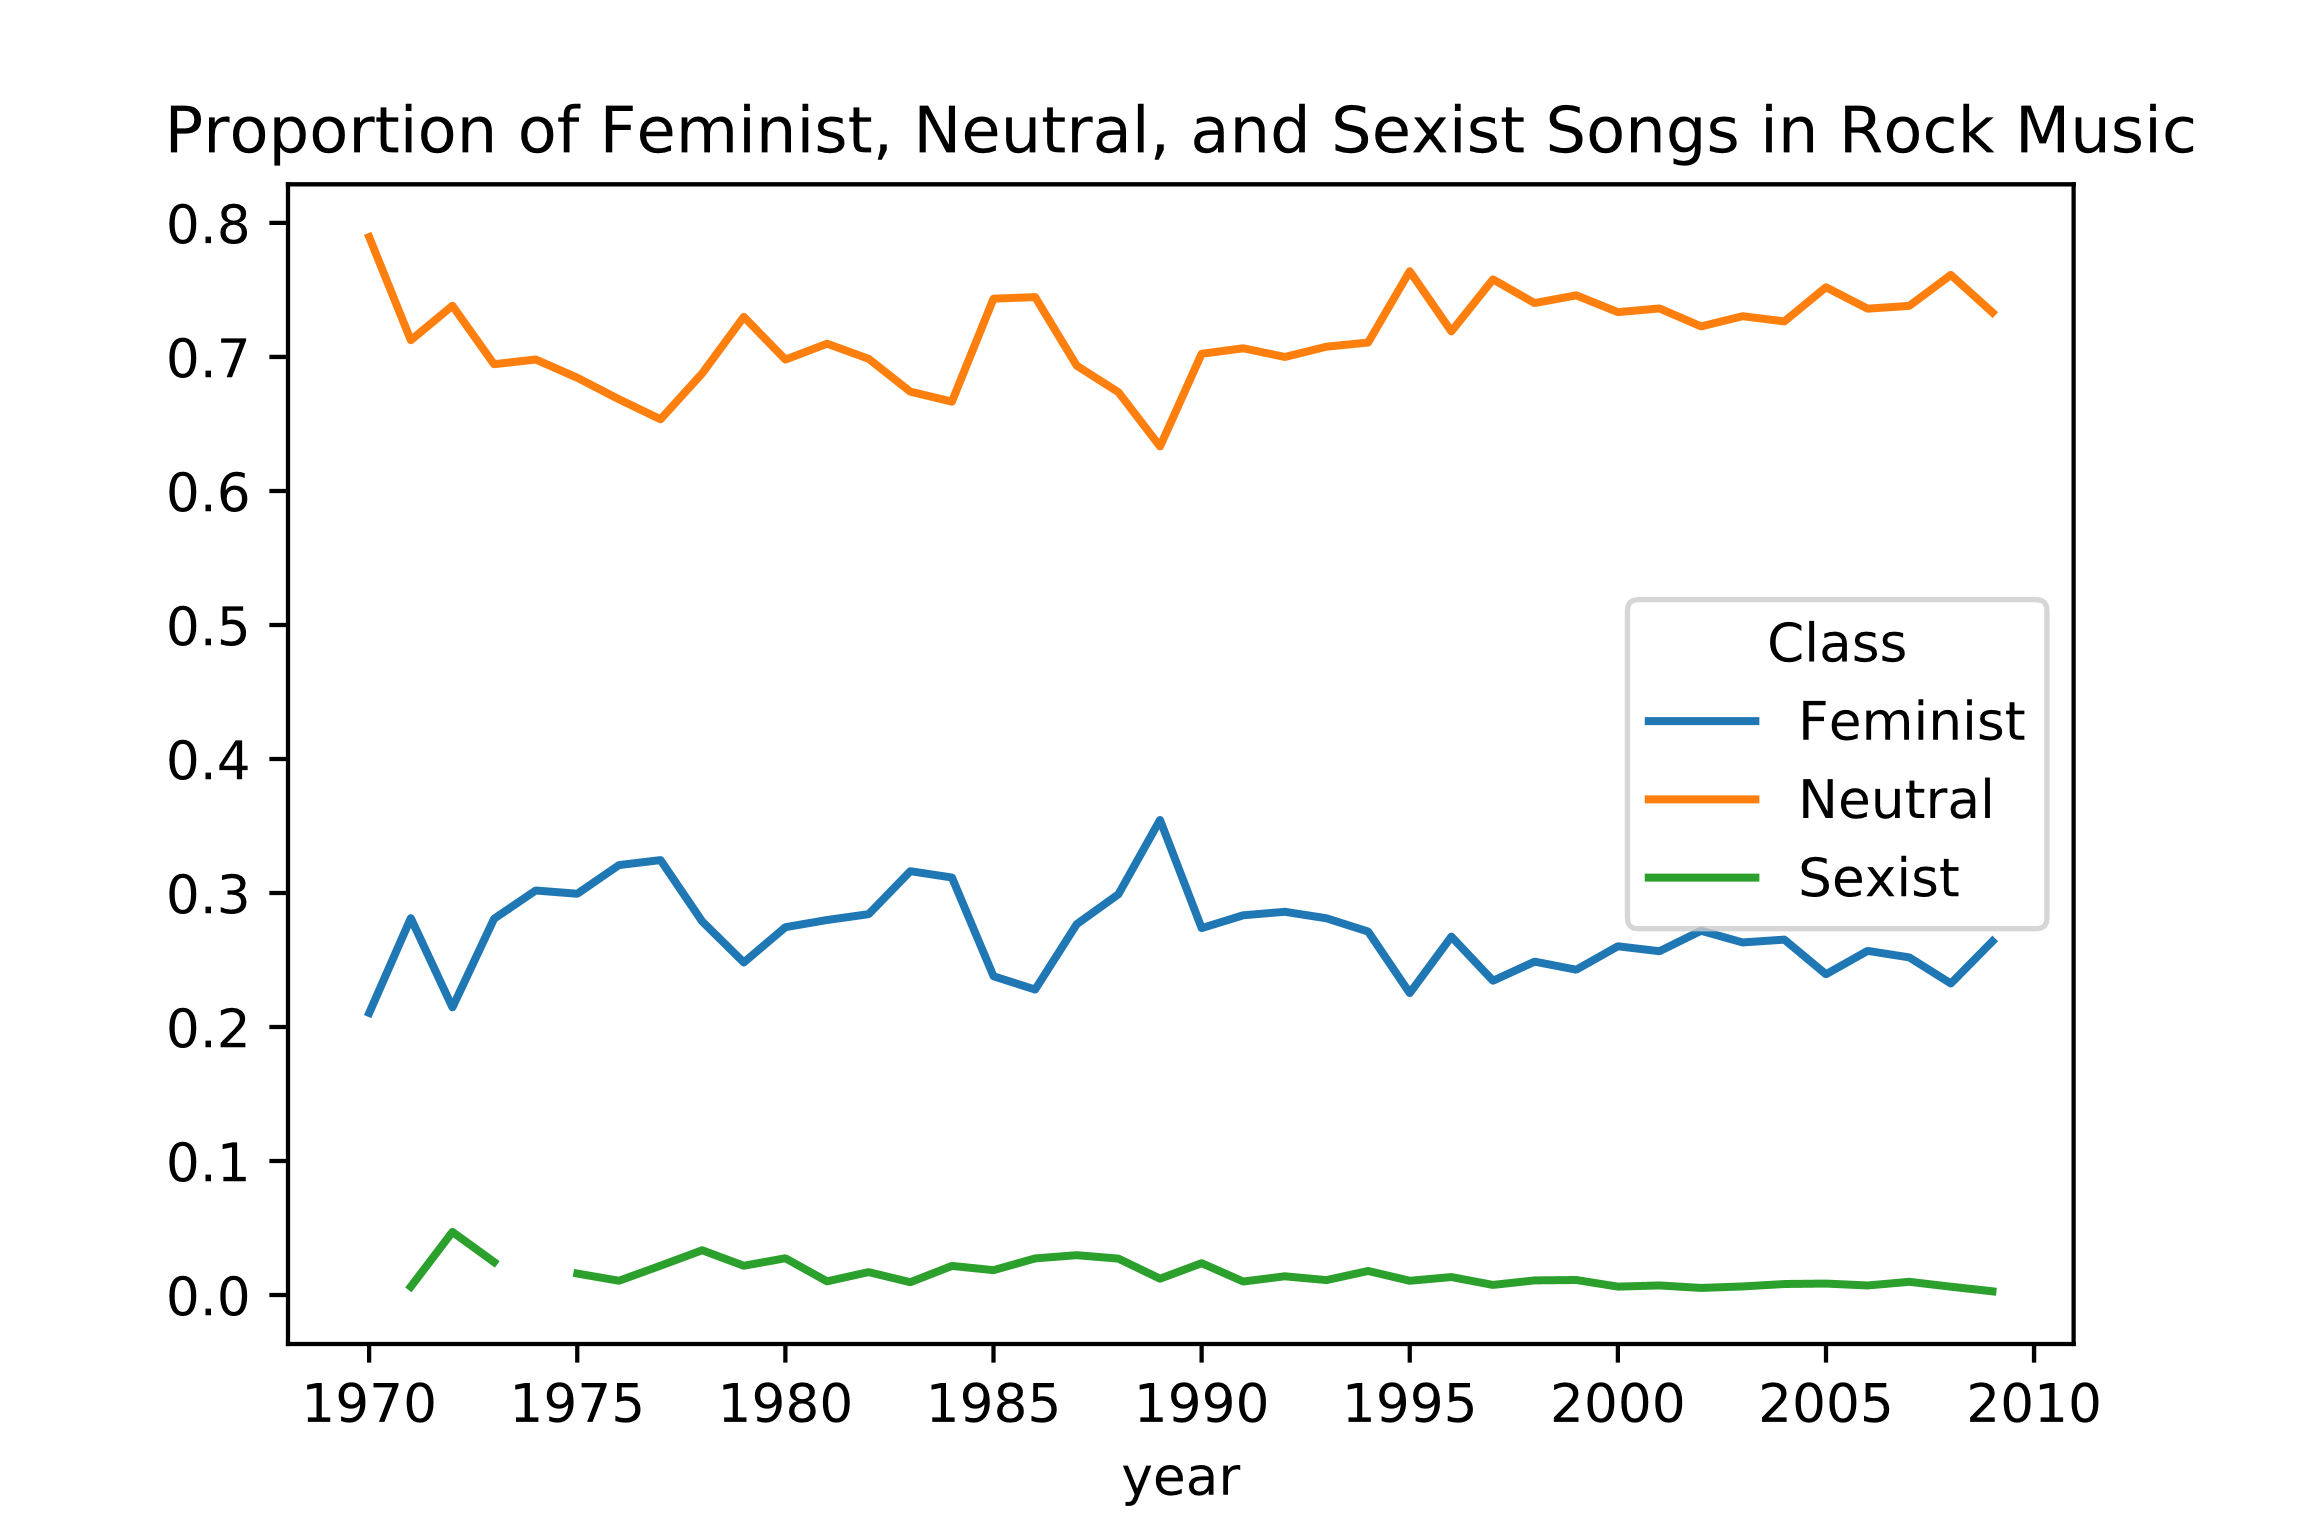 Proportion of Feminist, Neutral, and Sexist Songs in Rock Music
0.8
0.7
0.6
0.5
0.4
0.3
0.2
0.1
0.0
Class
Feminist
Neutral
Sexist
1970 1975 1980 1985 1990 1995 2000 2005 2010
year